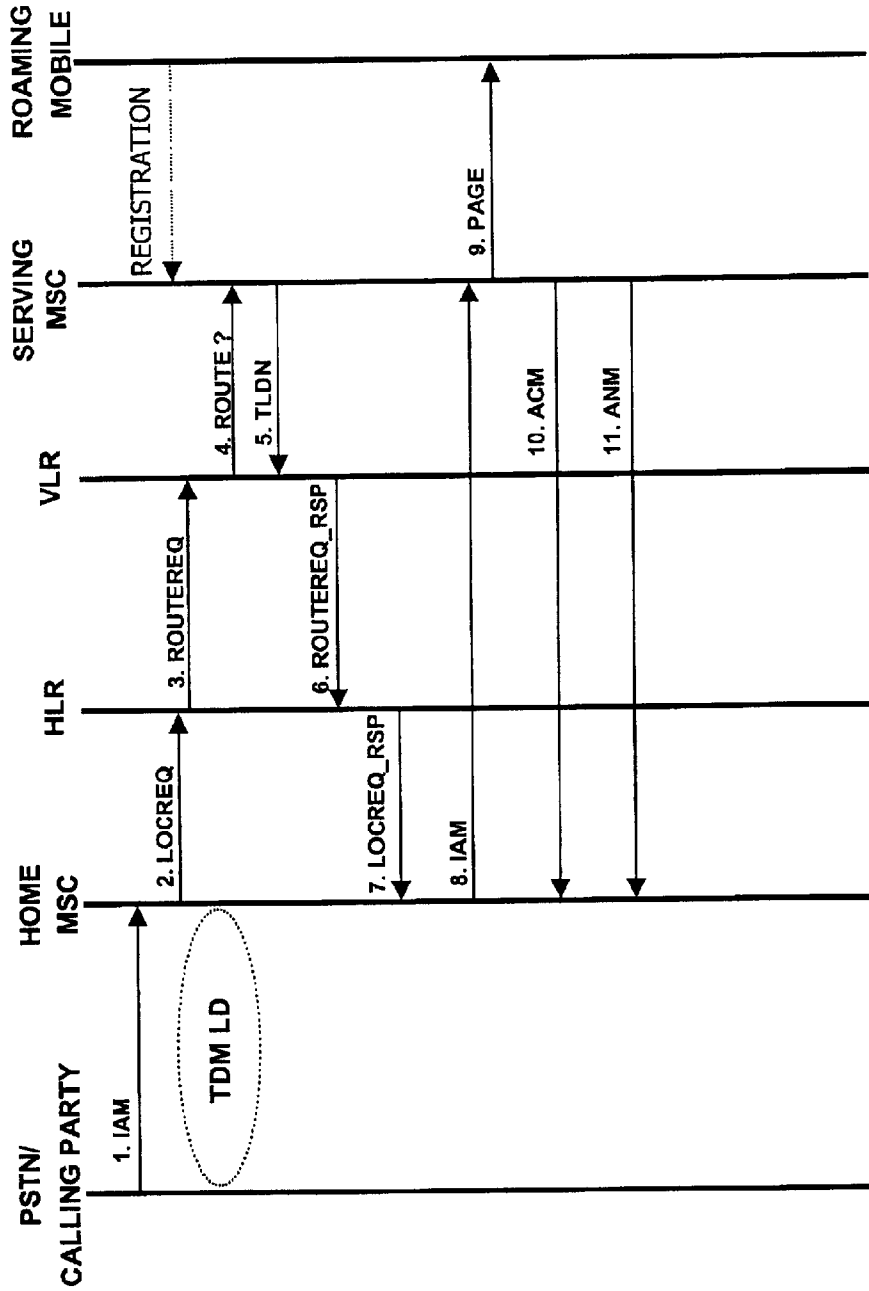 PSTN/
CALLING PARTY
HOME
MSC
HLR
VLR
SERVING
MSC
ROAMING
MOBILE
REGISTRATION
1. IAM
TDM LD
2. LOCREQ
3. ROUTEREQ
4. ROUTE ?
5. TLDN
6. ROUTEREQ_RSP
7. LOCREQ_RSP
8. IAM
9. PAGE
10. ACM
11. ANM